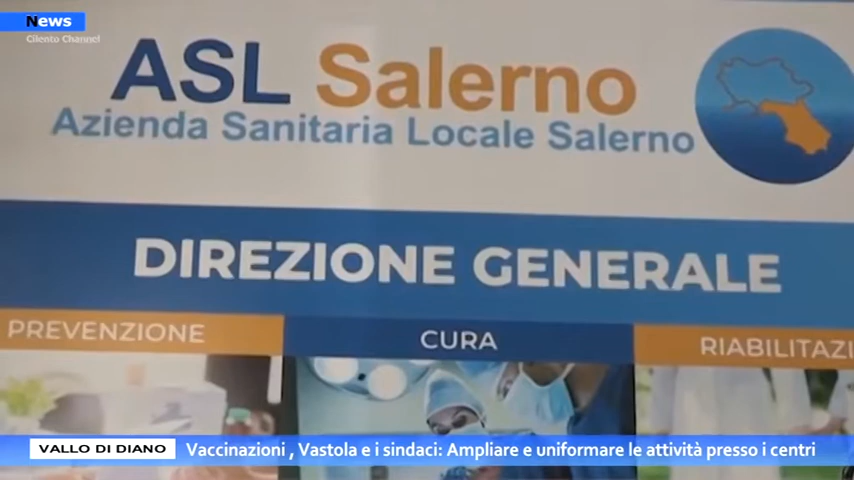 News
Cilento Channel
ASL Salerno
Azienda Sanitaria Locale Salerno
DIREZIONE GENERALE
PREVENZIONE
CURA
RIABILITAZI
VALLO DI DIANO
Vaccinazioni , Vastola e i sindaci: Ampliare e uniformare le attività presso i centri